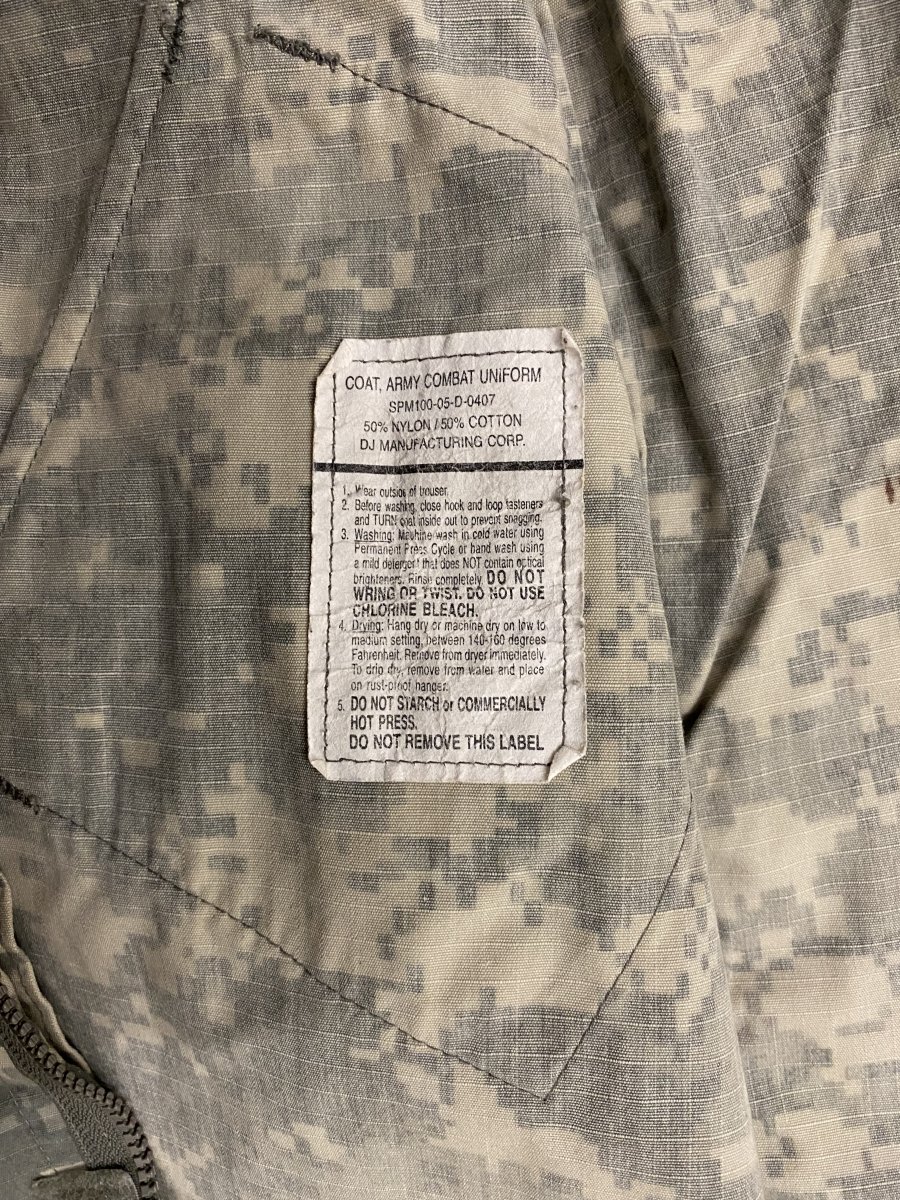 COAT, ARMY COMBAT UNIFORM
SPM100-05-D-0407
50% NYLON / 50% COTTON
DJ MANUFACTURING CORP.
1. Wear outside of trouser.
2. Before washing, close hook and loop fasteners
and TURN coat inside out to prevent snagging.
3. Washing: Machine wash in cold water using
Permanent Press Cycle or hand wash using
a mild detergent that does NOT contain optical
brighteners. Rinse completely. DO NOT
WRING OR TWIST. DO NOT USE
CHLORINE BLEACH.
4. Drying: Hang dry or machine dry on low to
medium setting, between 140-160 degrees
Fahrenheit. Remove from dryer immediately.
To drip dry, remove from water and place
on rust-proof hanger.
5. DO NOT STARCH or COMMERCIALLY
HOT PRESS.
DO NOT REMOVE THIS LABEL